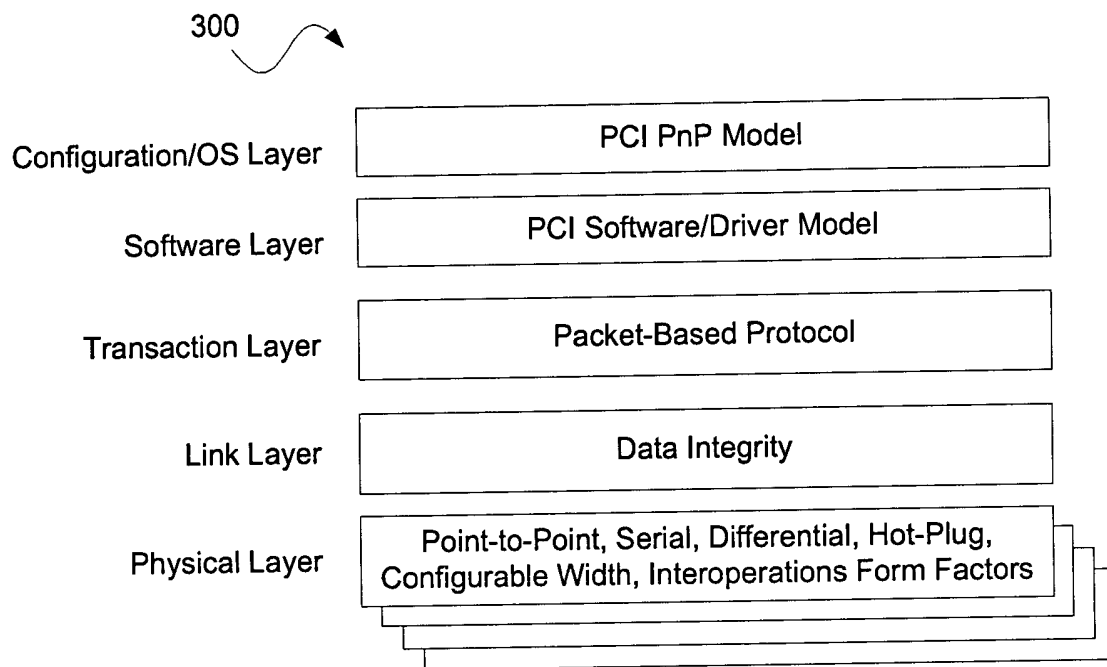 300
Configuration/OS Layer
PCI PnP Model
Software Layer
PCI Software/Driver Model
Transaction Layer
Packet-Based Protocol
Link Layer
Data Integrity
Physical Layer
Point-to-Point, Serial, Differential, Hot-Plug,
Configurable Width, Interoperations Form Factors